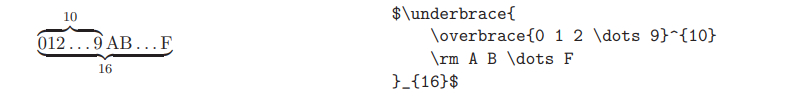 10
012...9 AB...F
16
$\underbrace{
\overbrace{0 1 2 \dots 9}^{10}
\rm A B \dots F
}_{16}$